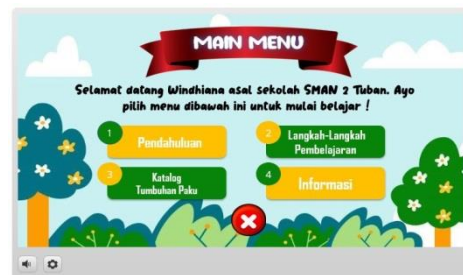 MAIN MENU
Selamat datang Windhiana asal sekolah SMAN 2 Tuban. Ayo
pilih menu dibawah ini untuk mulai belajar !
1
Pendahuluan
2
Langkah-Langkah
Pembelajaran
3
Katalog
Tumbuhan Paku
4
Informasi